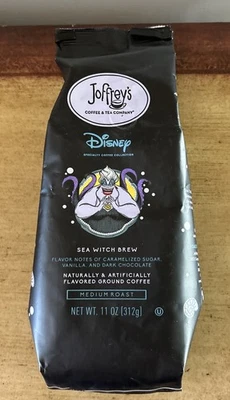 Joffrey's
COFFEE & TEA COMPANY
Disney
SPECIALTY COFFEE COLLECTION
SEA WITCH BREW
FLAVOR NOTES OF CARAMELIZED SUGAR,
VANILLA, AND DARK CHOCOLATE
NATURALLY & ARTIFICIALLY
FLAVORED GROUND COFFEE
MEDIUM ROAST
NET WT. 11 OZ (312g) U